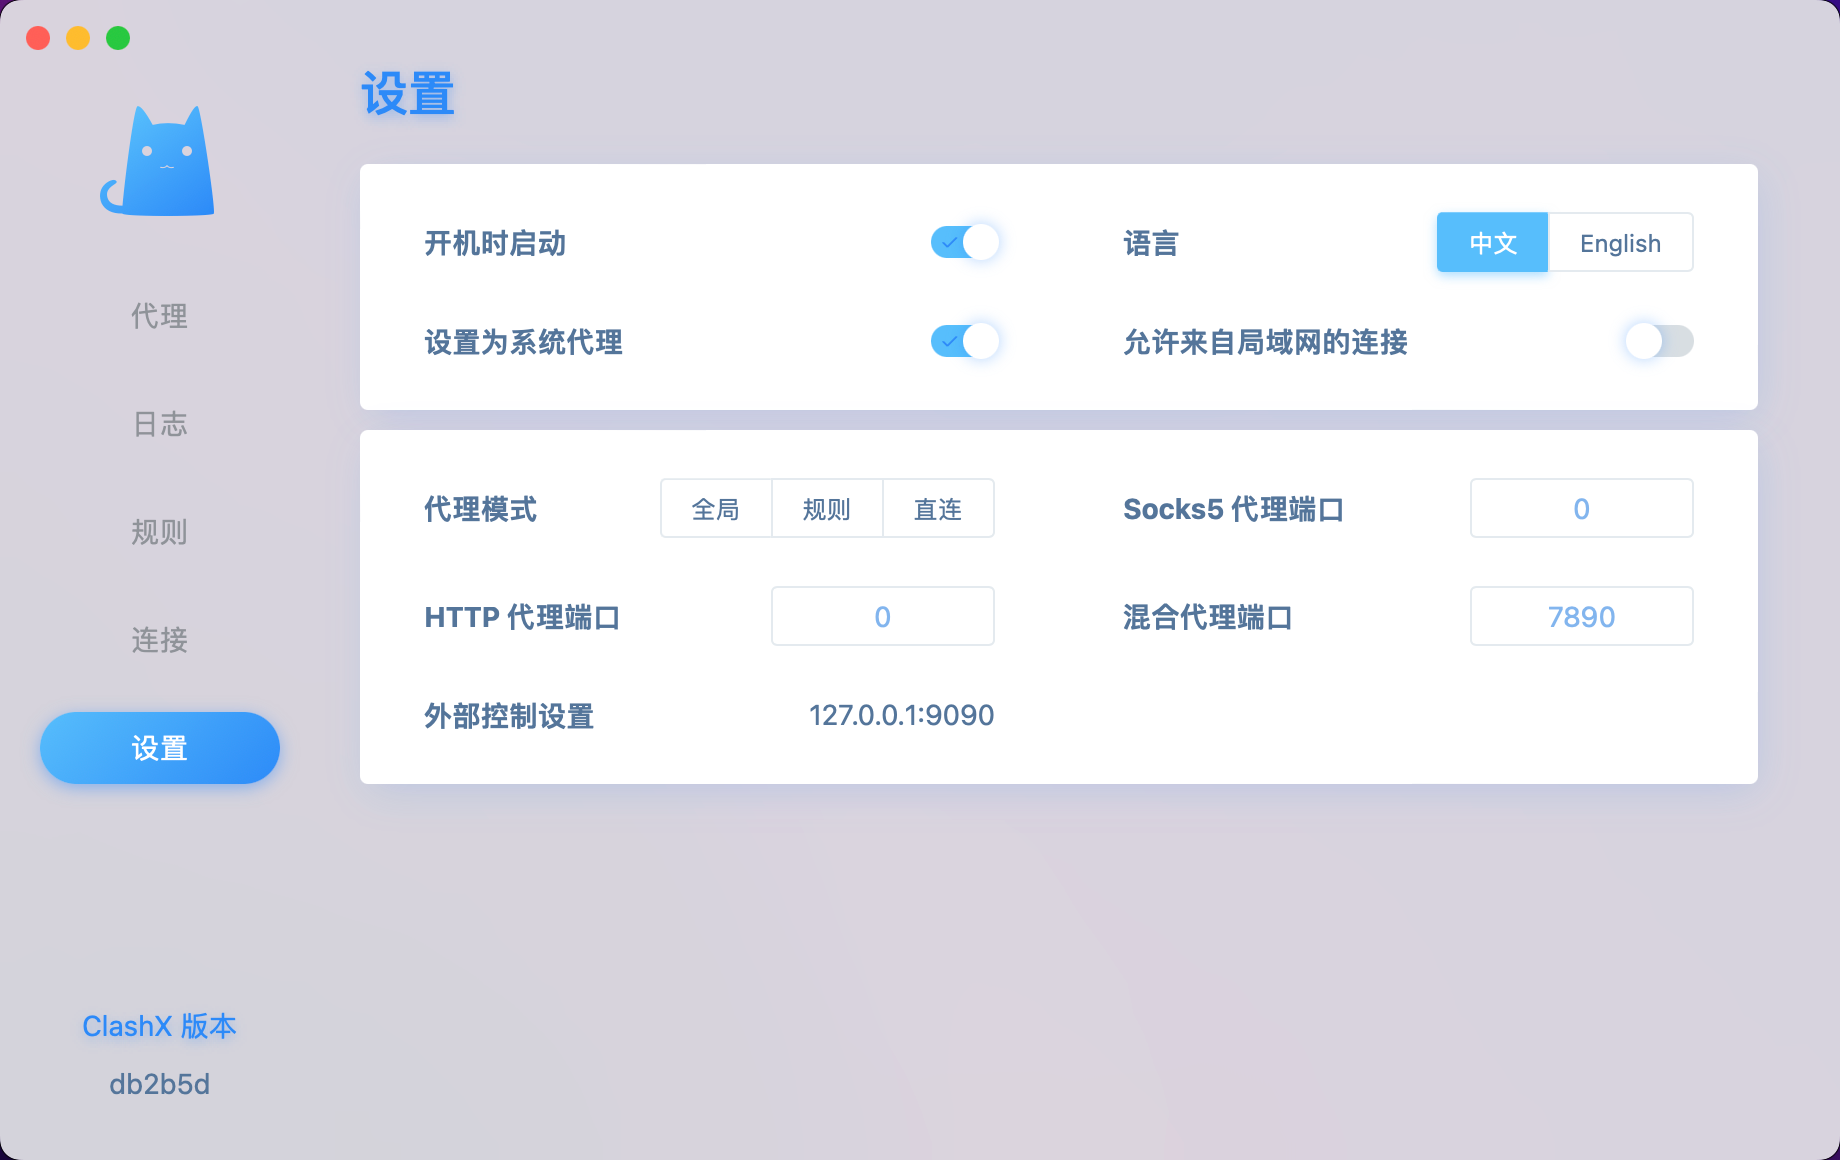 设置
代理
日志
规则
连接
设置
ClashX 版本
db2b5d
开机时启动
语言 中文 English
设置为系统代理
允许来自局域网的连接
代理模式 全局 规则 直连
Socks5 代理端口 0
HTTP 代理端口 0
混合代理端口 7890
外部控制设置 127.0.0.1:9090